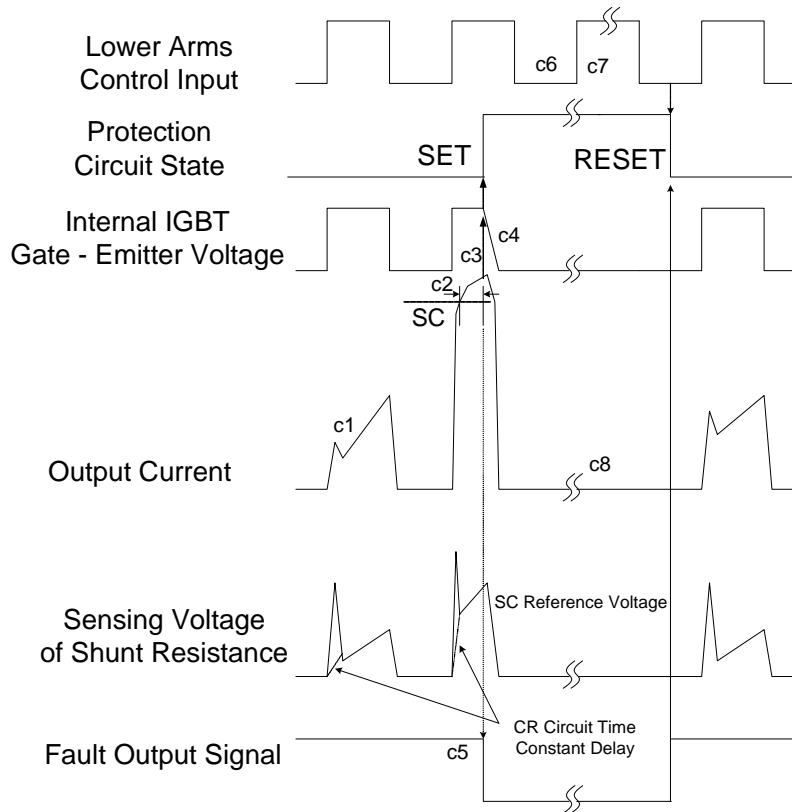 Lower Arms
Control Input
c6
c7
Protection
Circuit State
SET
RESET
Internal IGBT
Gate - Emitter Voltage
c4
c3
c2
SC
c1
Output Current
c8
SC Reference Voltage
Sensing Voltage
of Shunt Resistance
CR Circuit Time
Constant Delay
Fault Output Signal
c5